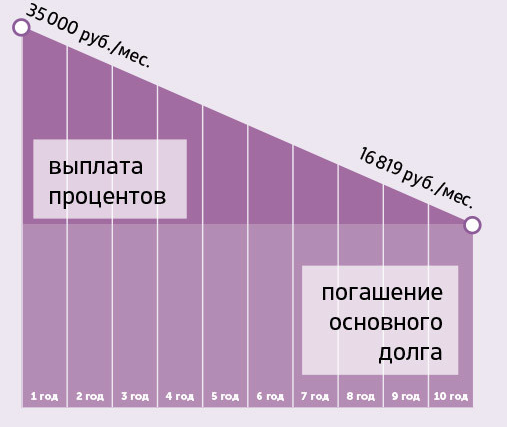 35 000 руб./мес.
16 819 руб./мес.
выплата
процентов
погашение
основного
долга
1 год 2 год 3 год 4 год 5 год 6 год 7 год 8 год 9 год 10 год